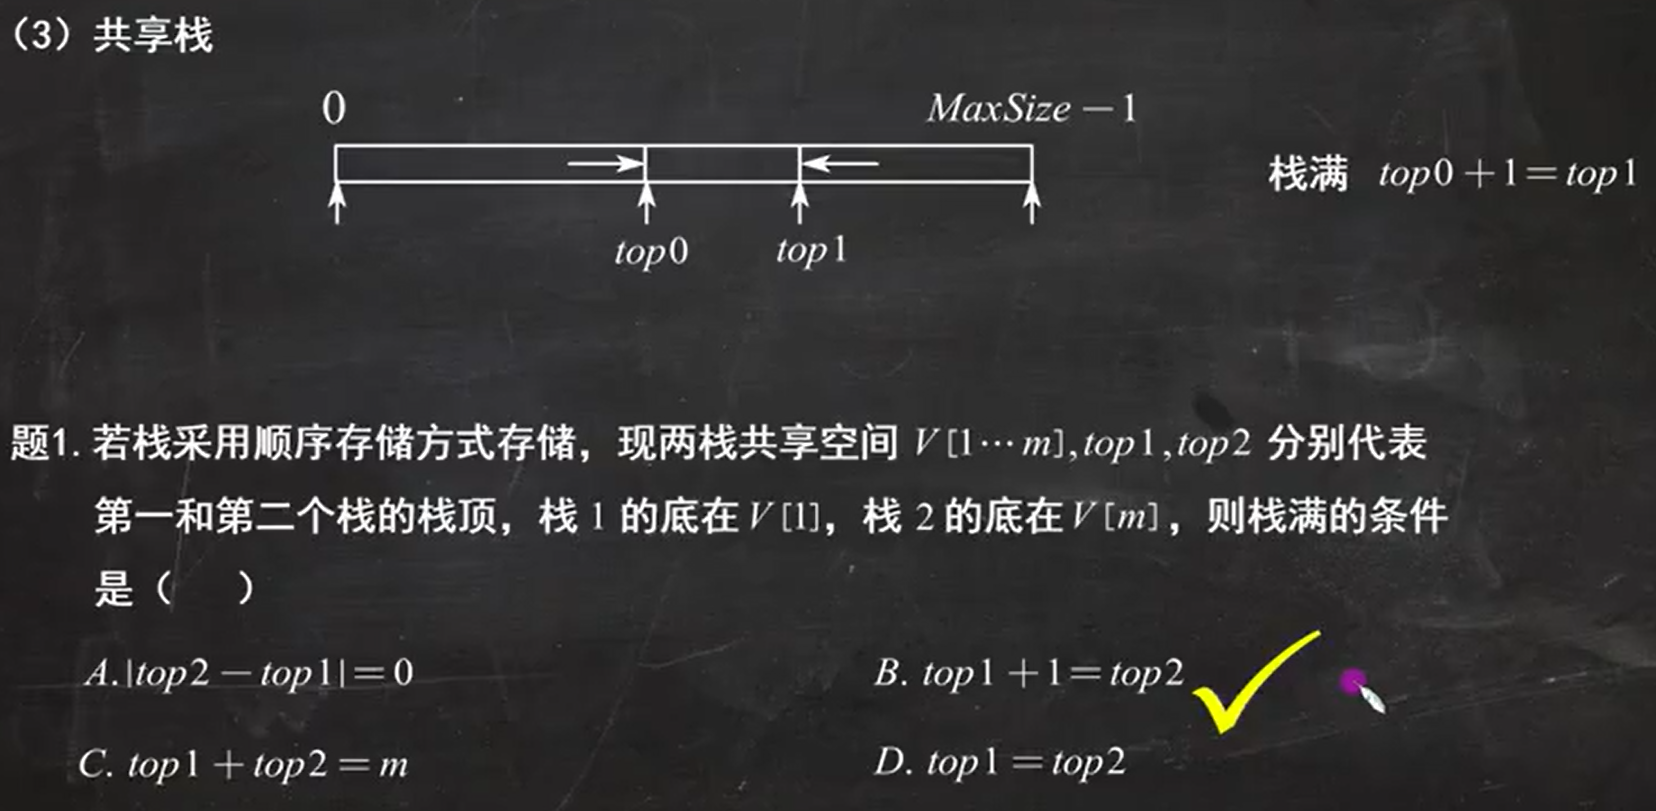 (3) 共享栈
0 MaxSize − 1
栈满 top0 + 1 = top1
top0 top1
题1. 若栈采用顺序存储方式存储，现两栈共享空间 V[1⋯m],top1,top2 分别代表
第一和第二个栈的栈顶，栈 1 的底在 V[1]，栈 2 的底在 V[m]，则栈满的条件
是（ ）
A.|top2 − top1| = 0 B. top1 + 1 = top2
C. top1 + top2 = m D. top1 = top2